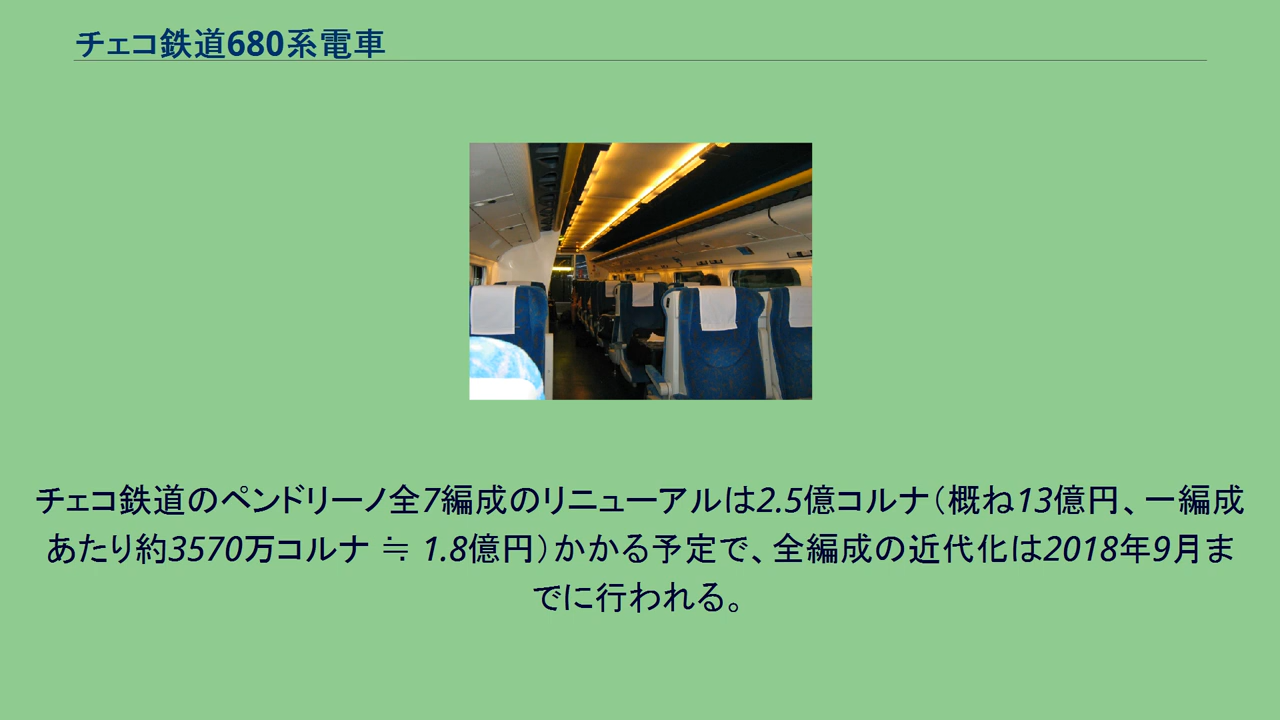 チェコ鉄道680系電車
チェコ鉄道のペンドリーノ全7編成のリニューアルは2.5億コルナ（概ね13億円、一編成
あたり約3570万コルナ ≒ 1.8億円）かかる予定で、全編成の近代化は2018年9月ま
でに行われる。